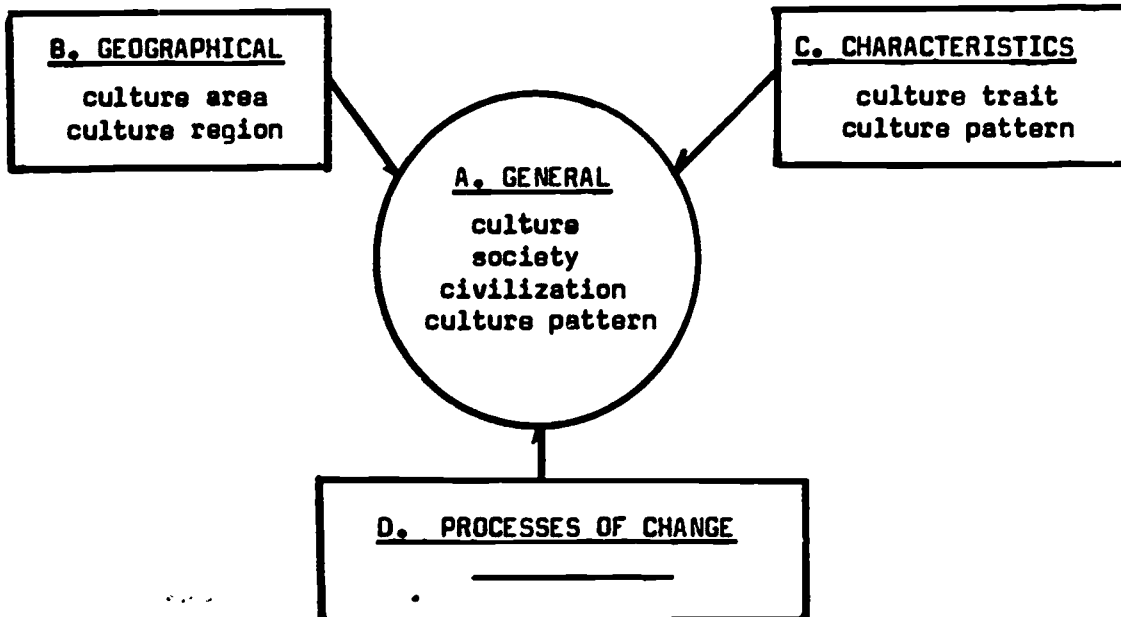 B. GEOGRAPHICAL
culture area
culture region
C. CHARACTERISTICS
culture trait
culture pattern
A. GENERAL
culture
society
civilization
culture pattern
D. PROCESSES OF CHANGE